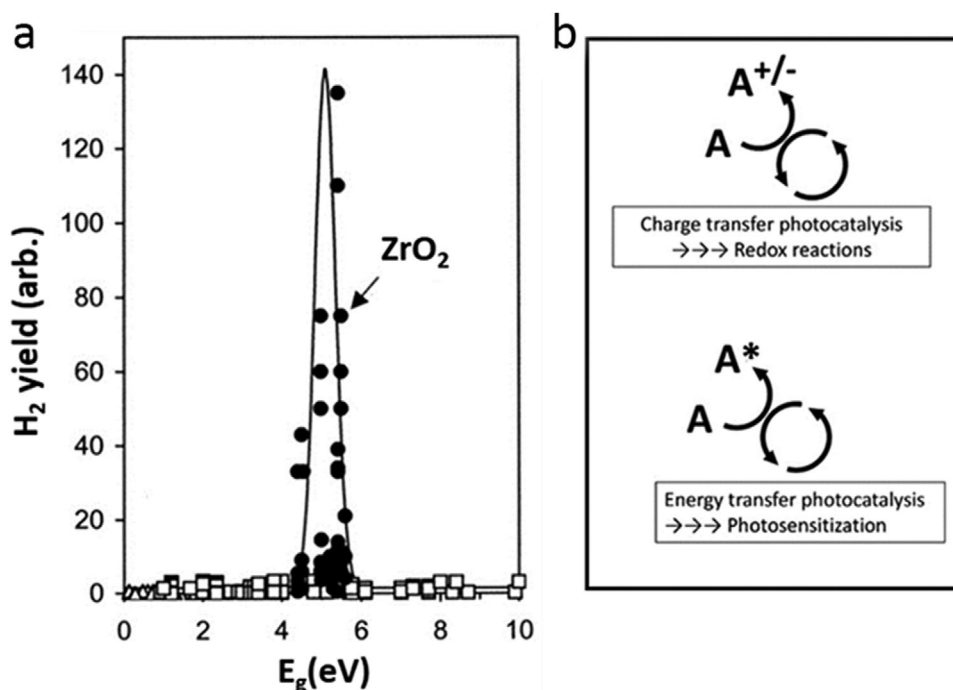 a
140
120
100
80
60
40
20
0
H₂ yield (arb.)
ZrO₂
0 2 4 6 8 10
E_g(eV)
b
A⁺/⁻
A
Charge transfer photocatalysis
→→→ Redox reactions
A*
A
Energy transfer photocatalysis
→→→ Photosensitization